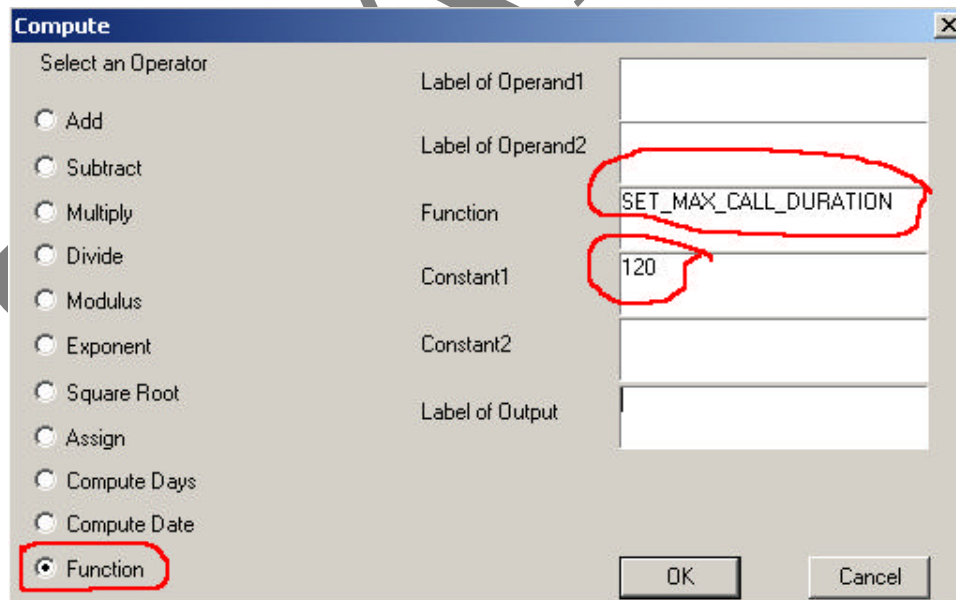 Compute
Select an Operator
Add
Subtract
Multiply
Divide
Modulus
Exponent
Square Root
Assign
Compute Days
Compute Date
Function
Label of Operand1
Label of Operand2
Function
SET_MAX_CALL_DURATION
Constant1
120
Constant2
Label of Output
OK
Cancel